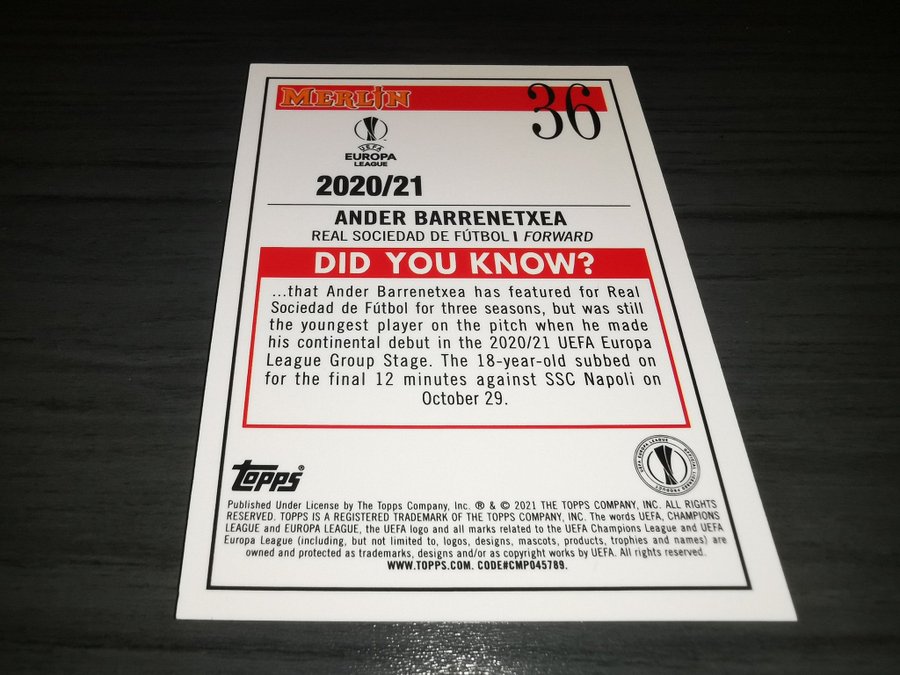 MERLIN
36
UEFA
EUROPA
LEAGUE
2020/21
ANDER BARRENETXEA
REAL SOCIEDAD DE FÚTBOL | FORWARD
DID YOU KNOW?
...that Ander Barrenetxea has featured for Real
Sociedad de Fútbol for three seasons, but was still
the youngest player on the pitch when he made
his continental debut in the 2020/21 UEFA Europa
League Group Stage. The 18-year-old subbed on
for the final 12 minutes against SSC Napoli on
October 29.
UEFA EUROPA LEAGUE OFFICIAL LICENSED PRODUCT
Topps®
Published Under License by The Topps Company, Inc. ® & © 2021 THE TOPPS COMPANY, INC. ALL RIGHTS
RESERVED. TOPPS IS A REGISTERED TRADEMARK OF THE TOPPS COMPANY, INC. The words UEFA, CHAMPIONS
LEAGUE and EUROPA LEAGUE, the UEFA logo and all marks related to the UEFA Champions League and UEFA
Europa League (including, but not limited to, logos, designs, mascots, products, trophies and names) are
owned and protected as trademarks, designs and/or as copyright works by UEFA. All rights reserved.
WWW.TOPPS.COM. CODE#CMP045789.